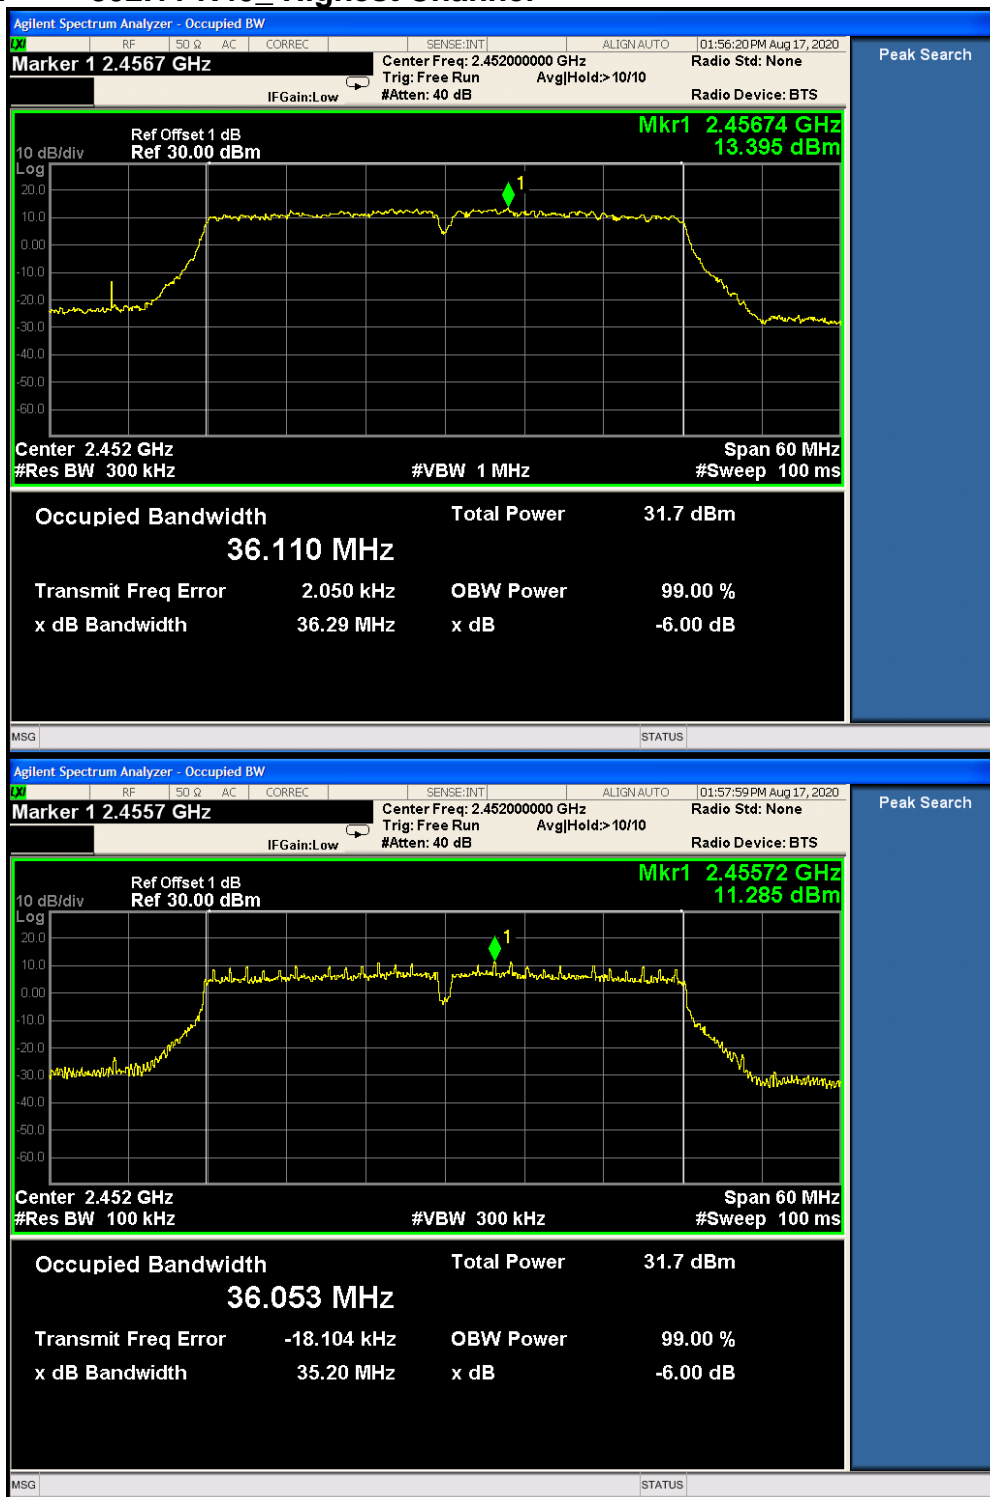 Agilent Spectrum Analyzer - Occupied BW
LXI RF 50 Ω AC CORREC SENSE:INT ALIGN AUTO 01:56:20 PM Aug 17, 2020
Marker 1 2.4567 GHz
Center Freq: 2.452000000 GHz
Radio Std: None
Trig: Free Run Avg|Hold:> 10/10
IFGain:Low
#Atten: 40 dB
Radio Device: BTS
Peak Search
Ref Offset 1 dB
Mkr1 2.45674 GHz
10 dB/div Ref 30.00 dBm
13.395 dBm
Log
20.0
1
10.0
0.00
-10.0
-20.0
-30.0
-40.0
-50.0
-60.0
Center 2.452 GHz Span 60 MHz
#Res BW 300 kHz #VBW 1 MHz #Sweep 100 ms
Occupied Bandwidth Total Power 31.7 dBm
36.110 MHz
Transmit Freq Error 2.050 kHz OBW Power 99.00 %
x dB Bandwidth 36.29 MHz x dB -6.00 dB
MSG STATUS
Agilent Spectrum Analyzer - Occupied BW
LXI RF 50 Ω AC CORREC SENSE:INT ALIGN AUTO 01:57:59 PM Aug 17, 2020
Marker 1 2.4557 GHz
Center Freq: 2.452000000 GHz
Radio Std: None
Trig: Free Run Avg|Hold:> 10/10
IFGain:Low
#Atten: 40 dB
Radio Device: BTS
Peak Search
Ref Offset 1 dB
Mkr1 2.45572 GHz
10 dB/div Ref 30.00 dBm
11.285 dBm
Log
20.0
1
10.0
0.00
-10.0
-20.0
-30.0
-40.0
-50.0
-60.0
Center 2.452 GHz Span 60 MHz
#Res BW 100 kHz #VBW 300 kHz #Sweep 100 ms
Occupied Bandwidth Total Power 31.7 dBm
36.053 MHz
Transmit Freq Error -18.104 kHz OBW Power 99.00 %
x dB Bandwidth 35.20 MHz x dB -6.00 dB
MSG STATUS